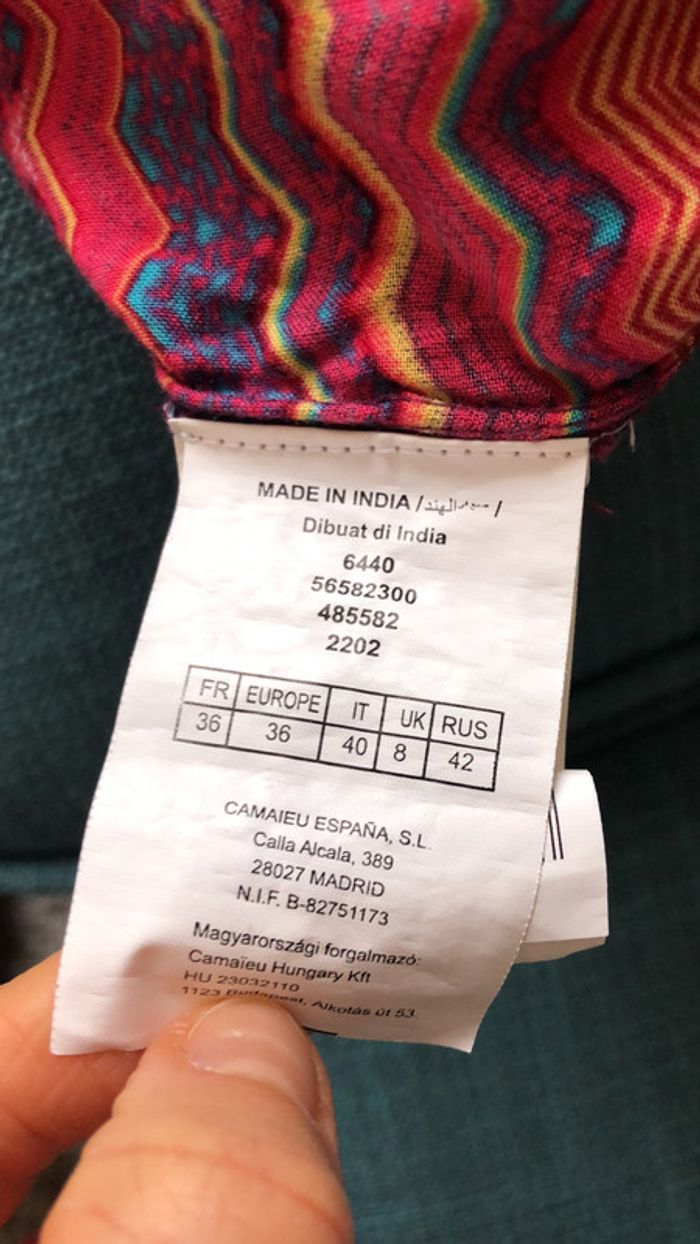 MADE IN INDIA / الهند /
Dibuat di India
6440
56582300
485582
2202
FR EUROPE IT UK RUS
36 36 40 8 42
CAMAIEU ESPAÑA, S.L.
Calla Alcala, 389
28027 MADRID
N.I.F. B-82751173
Magyarországi forgalmazó:
Camaïeu Hungary Kft
HU 23032110
1123 Budapest, Alkotás út 53.